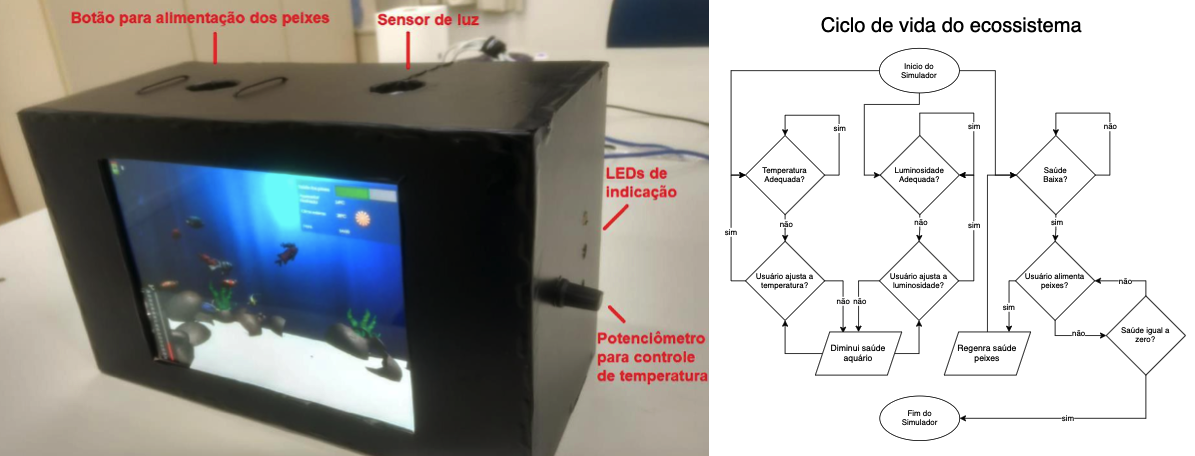 Botão para alimentação dos peixes
Sensor de luz
LEDs de
indicação
Potenciômetro
para controle
de temperatura
Ciclo de vida do ecossistema
Início do
Simulador
sim
sim
não
Temperatura
Adequada?
Luminosidade
Adequada?
Saúde
Baixa?
não
não
sim
sim
sim
Usuário ajusta a
temperatura?
Usuário ajusta a
luminosidade?
Usuário alimenta
peixes?
não
não
não
sim
não
Saúde igual a
zero?
Diminui saúde
aquário
Regenra saúde
peixes
Fim do
Simulador
sim